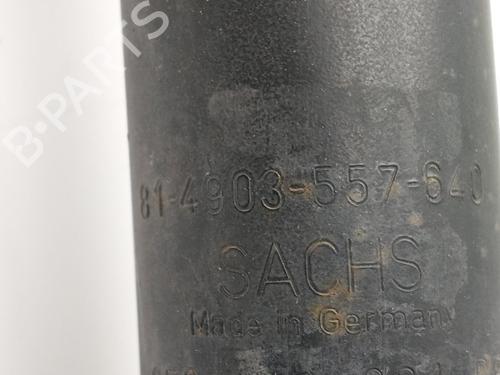 B-PARTS
81-4903-557-640
SACHS
Made in Germany